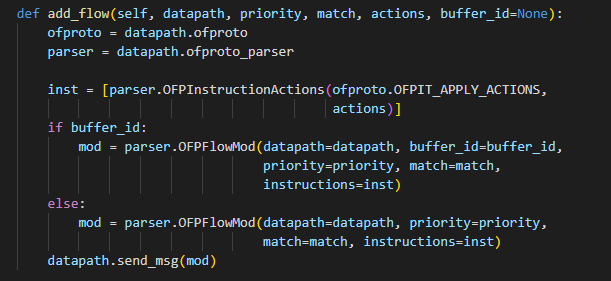 def add_flow(self, datapath, priority, match, actions, buffer_id=None):
    ofproto = datapath.ofproto
    parser = datapath.ofproto_parser

    inst = [parser.OFPInstructionActions(ofproto.OFPIT_APPLY_ACTIONS,
                                         actions)]
    if buffer_id:
        mod = parser.OFPFlowMod(datapath=datapath, buffer_id=buffer_id,
                                priority=priority, match=match,
                                instructions=inst)
    else:
        mod = parser.OFPFlowMod(datapath=datapath, priority=priority,
                                match=match, instructions=inst)
    datapath.send_msg(mod)